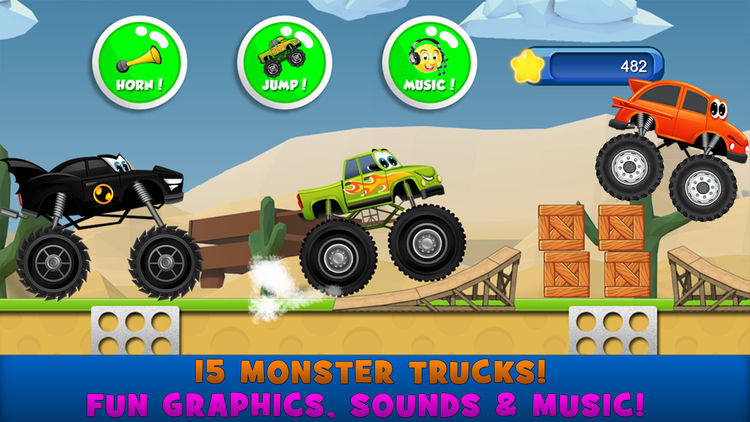 HORN!
JUMP!
MUSIC!
482
15 MONSTER TRUCKS!
FUN GRAPHICS, SOUNDS & MUSIC!